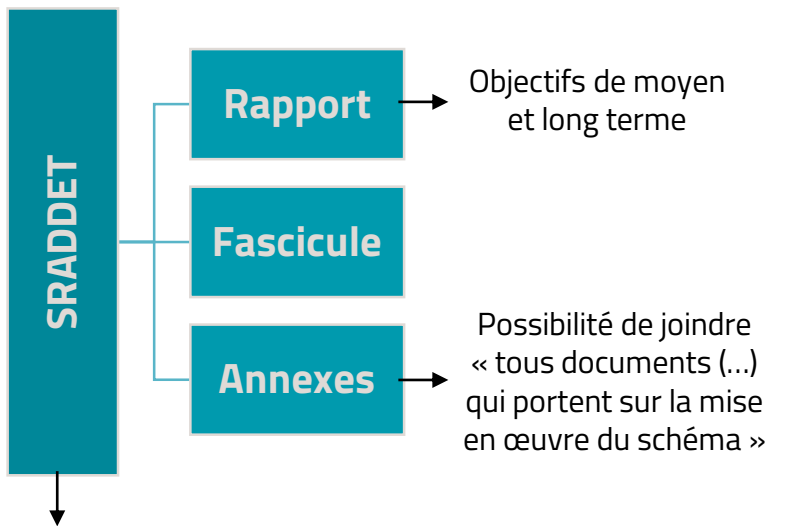 SRADDET
Rapport
Objectifs de moyen
et long terme
Fascicule
Annexes
Possibilité de joindre
« tous documents (…)
qui portent sur la mise
en œuvre du schéma »